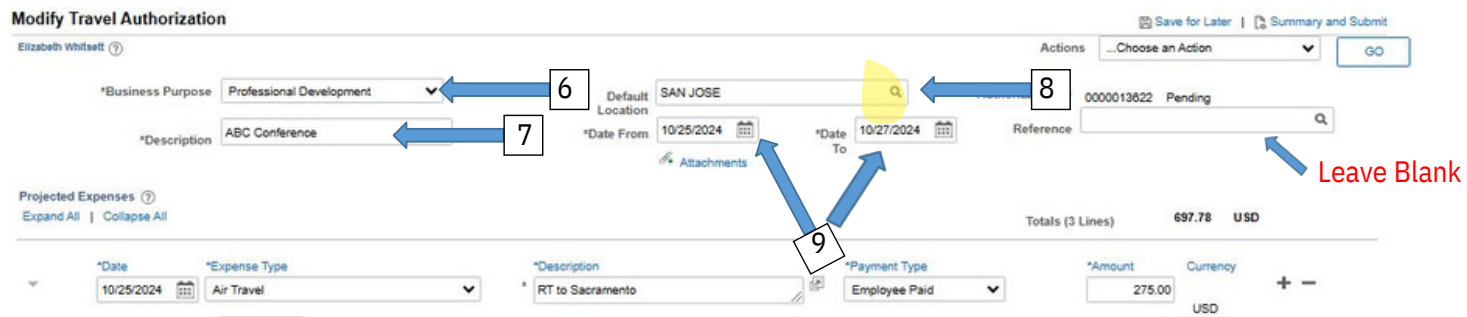 Modify Travel Authorization
Save for Later | Summary and Submit
Elizabeth Whitsett
Actions ...Choose an Action GO
*Business Purpose Professional Development 6
Default Location SAN JOSE 8
0000013622 Pending
*Description ABC Conference 7
*Date From 10/25/2024 *Date To 10/27/2024
Reference
Attachments
Leave Blank
Projected Expenses
Expand All | Collapse All
Totals (3 Lines) 697.78 USD
9
*Date *Expense Type *Description *Payment Type *Amount Currency
10/25/2024 Air Travel * RT to Sacramento Employee Paid 275.00 USD + −